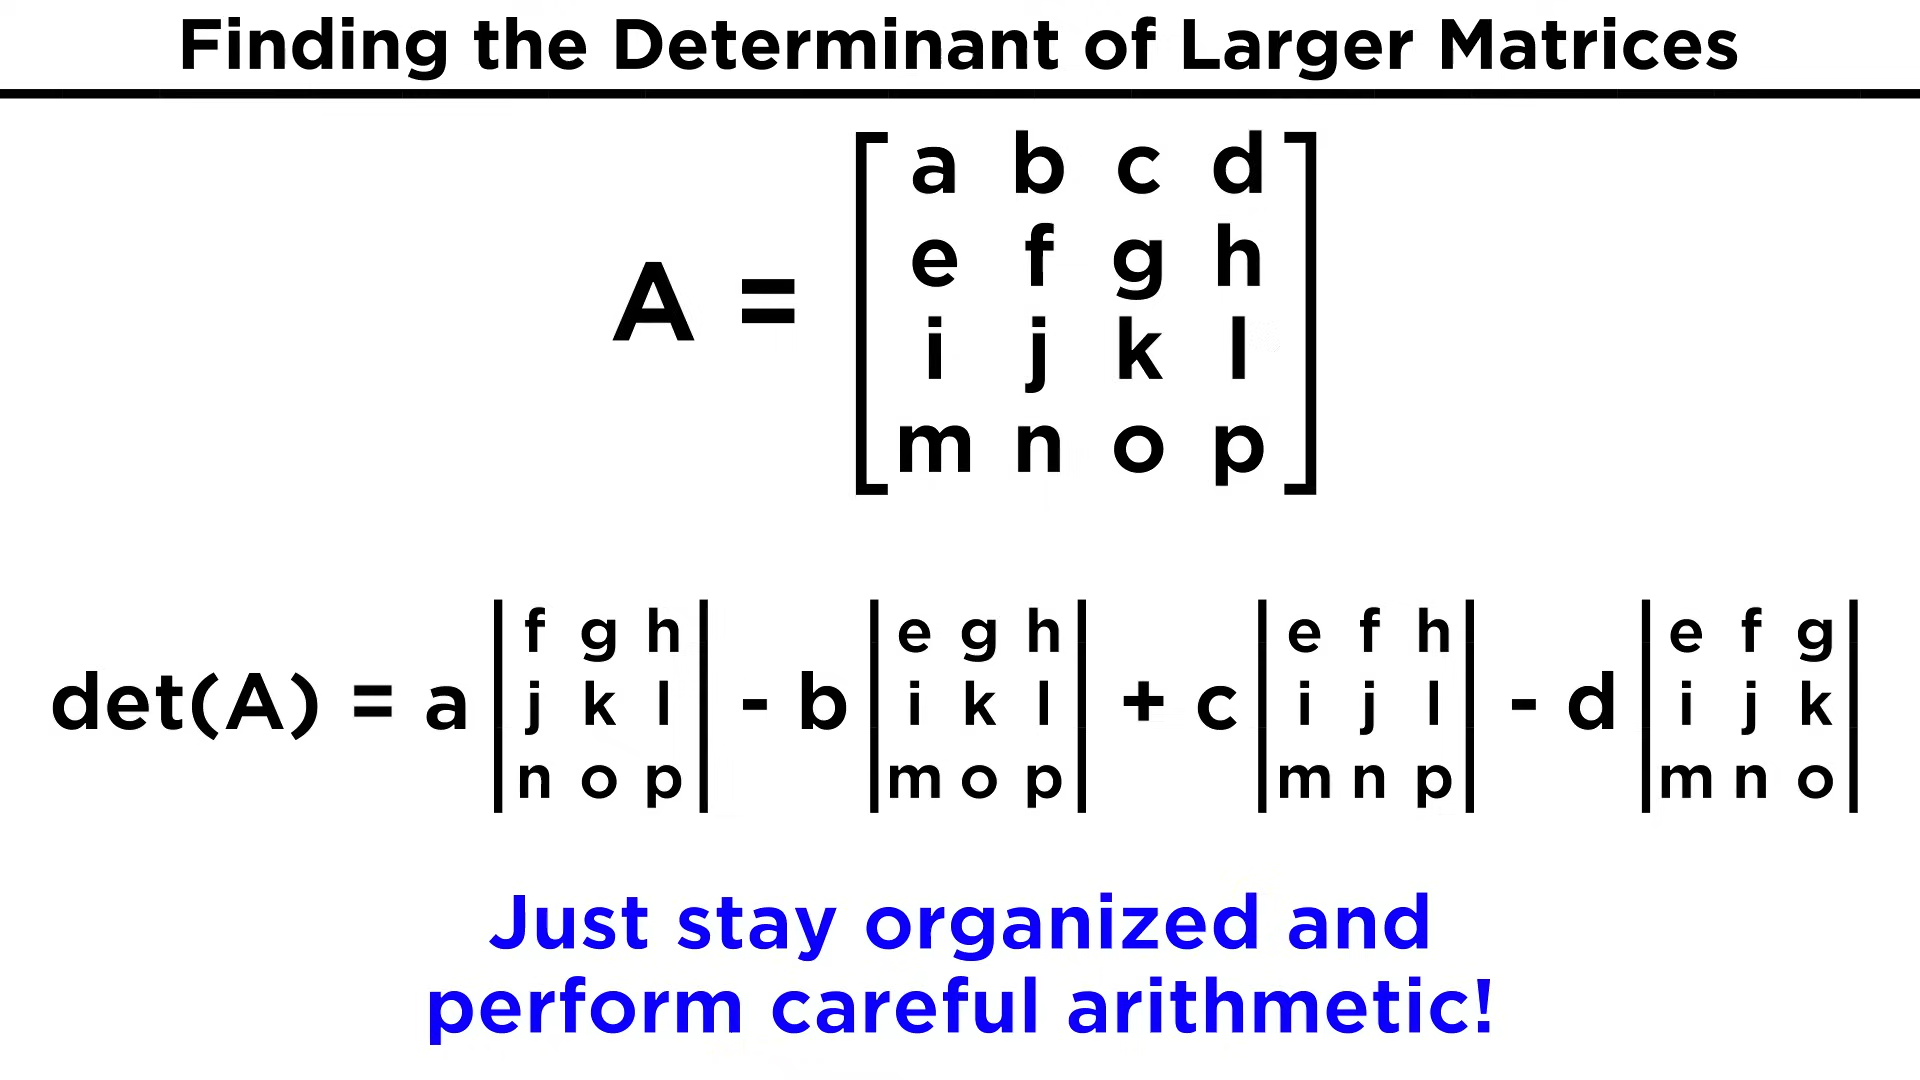 Finding the Determinant of Larger Matrices
a b c d
e f g h
A =
i j k l
m n o p
f g h e g h e f h e f g
det(A) = a j k l - b i k l + c i j l - d i j k
n o p m o p m n p m n o
Just stay organized and
perform careful arithmetic!